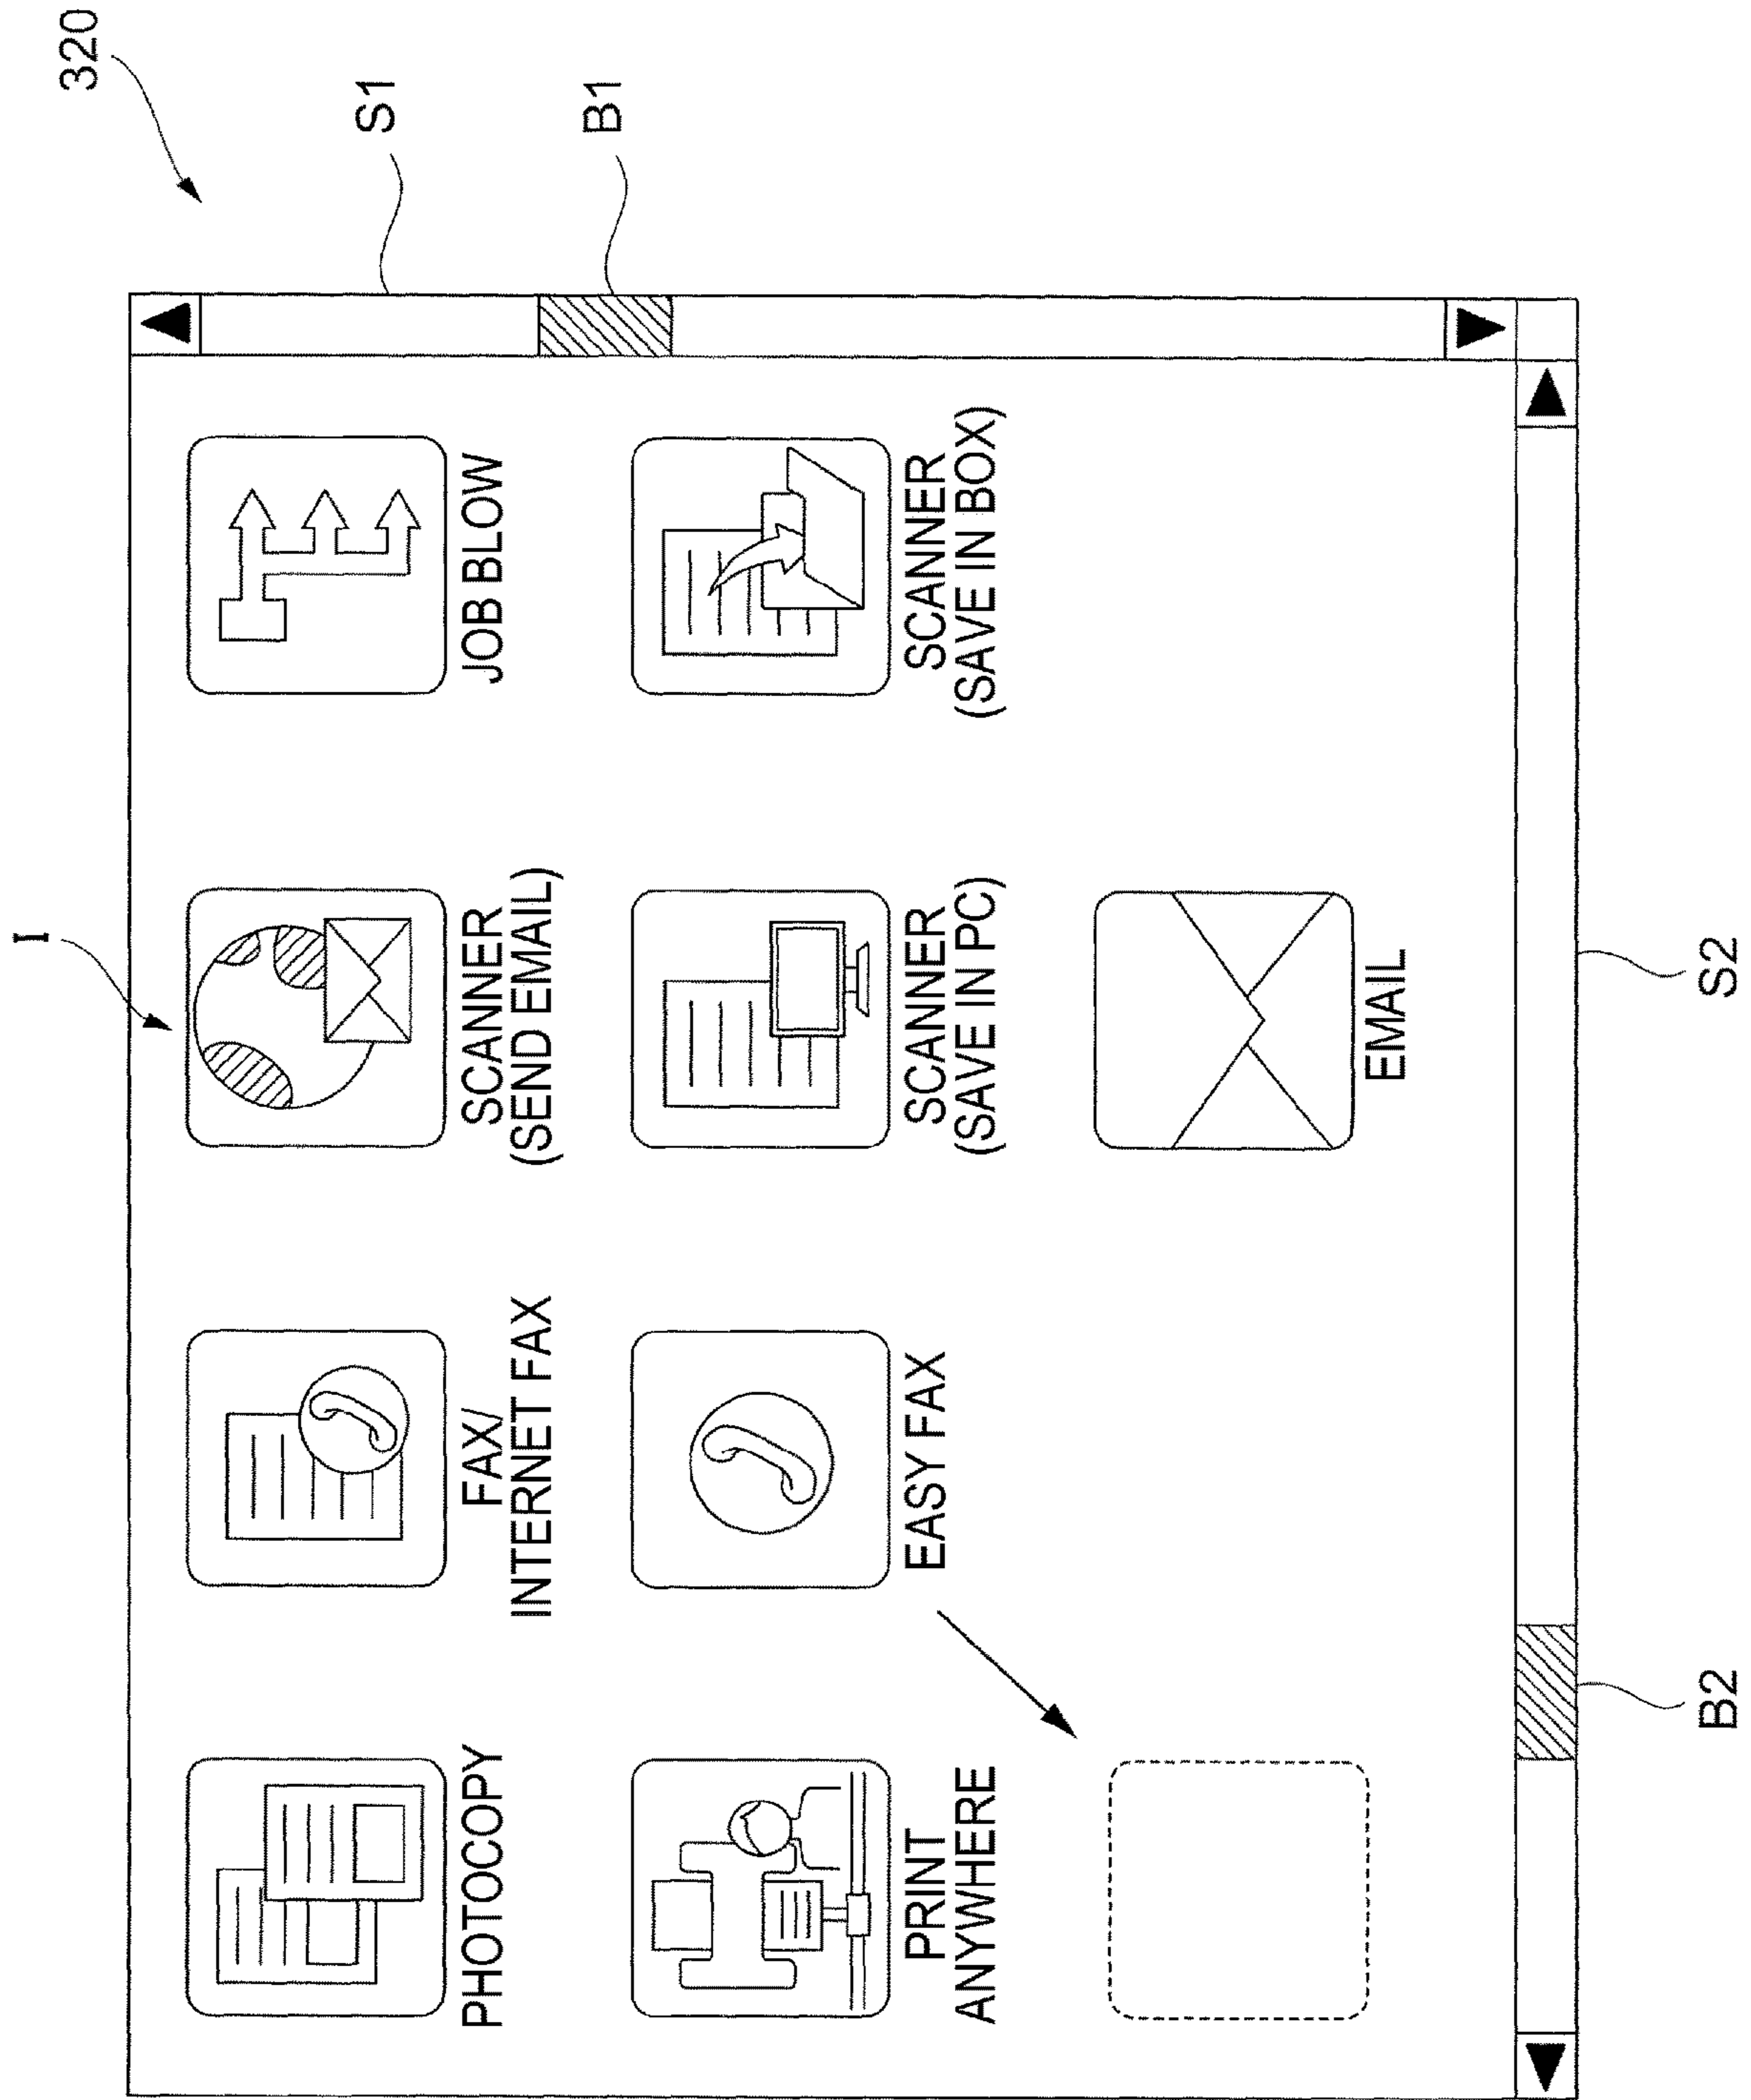 320
I
S1
B1
PHOTOCOPY
FAX/
INTERNET FAX
SCANNER
(SEND EMAIL)
JOB BLOW
PRINT
ANYWHERE
EASY FAX
SCANNER
(SAVE IN PC)
SCANNER
(SAVE IN BOX)
EMAIL
B2
S2